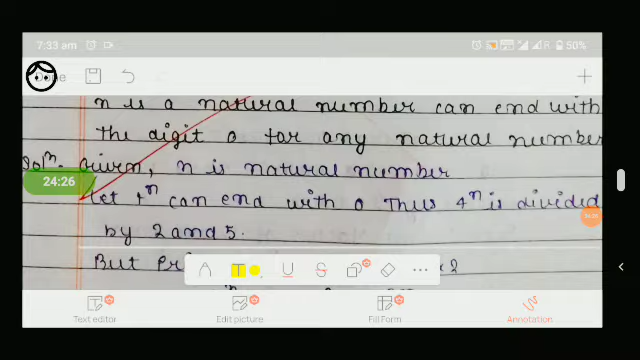 7:33 am
50%
n is a natural number can end with
the digit 0 for any natural number
Solⁿ. Given, n is natural number
24:26
Let 4ⁿ can end with 0 Thus 4ⁿ is divided
by 2 and 5.
But
Text editor
Edit picture
Fill Form
Annotation